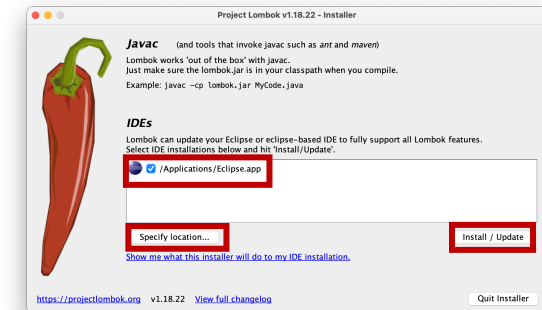 Project Lombok v1.18.22 - Installer
Javac (and tools that invoke javac such as ant and maven)
Lombok works 'out of the box' with javac.
Just make sure the lombok.jar is in your classpath when you compile.
Example: javac -cp lombok.jar MyCode.java
IDEs
Lombok can update your Eclipse or eclipse-based IDE to fully support all Lombok features.
Select IDE installations below and hit 'Install/Update'.
/Applications/Eclipse.app
Specify location... Install / Update
Show me what this installer will do to my IDE installation.
https://projectlombok.org v1.18.22 View full changelog Quit Installer